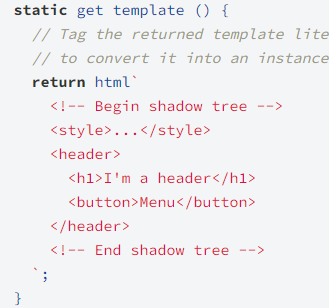 static get template () {
// Tag the returned template lite
// to convert it into an instance
return html`
<!-- Begin shadow tree -->
<style>...</style>
<header>
<h1>I'm a header</h1>
<button>Menu</button>
</header>
<!-- End shadow tree -->
`;
}